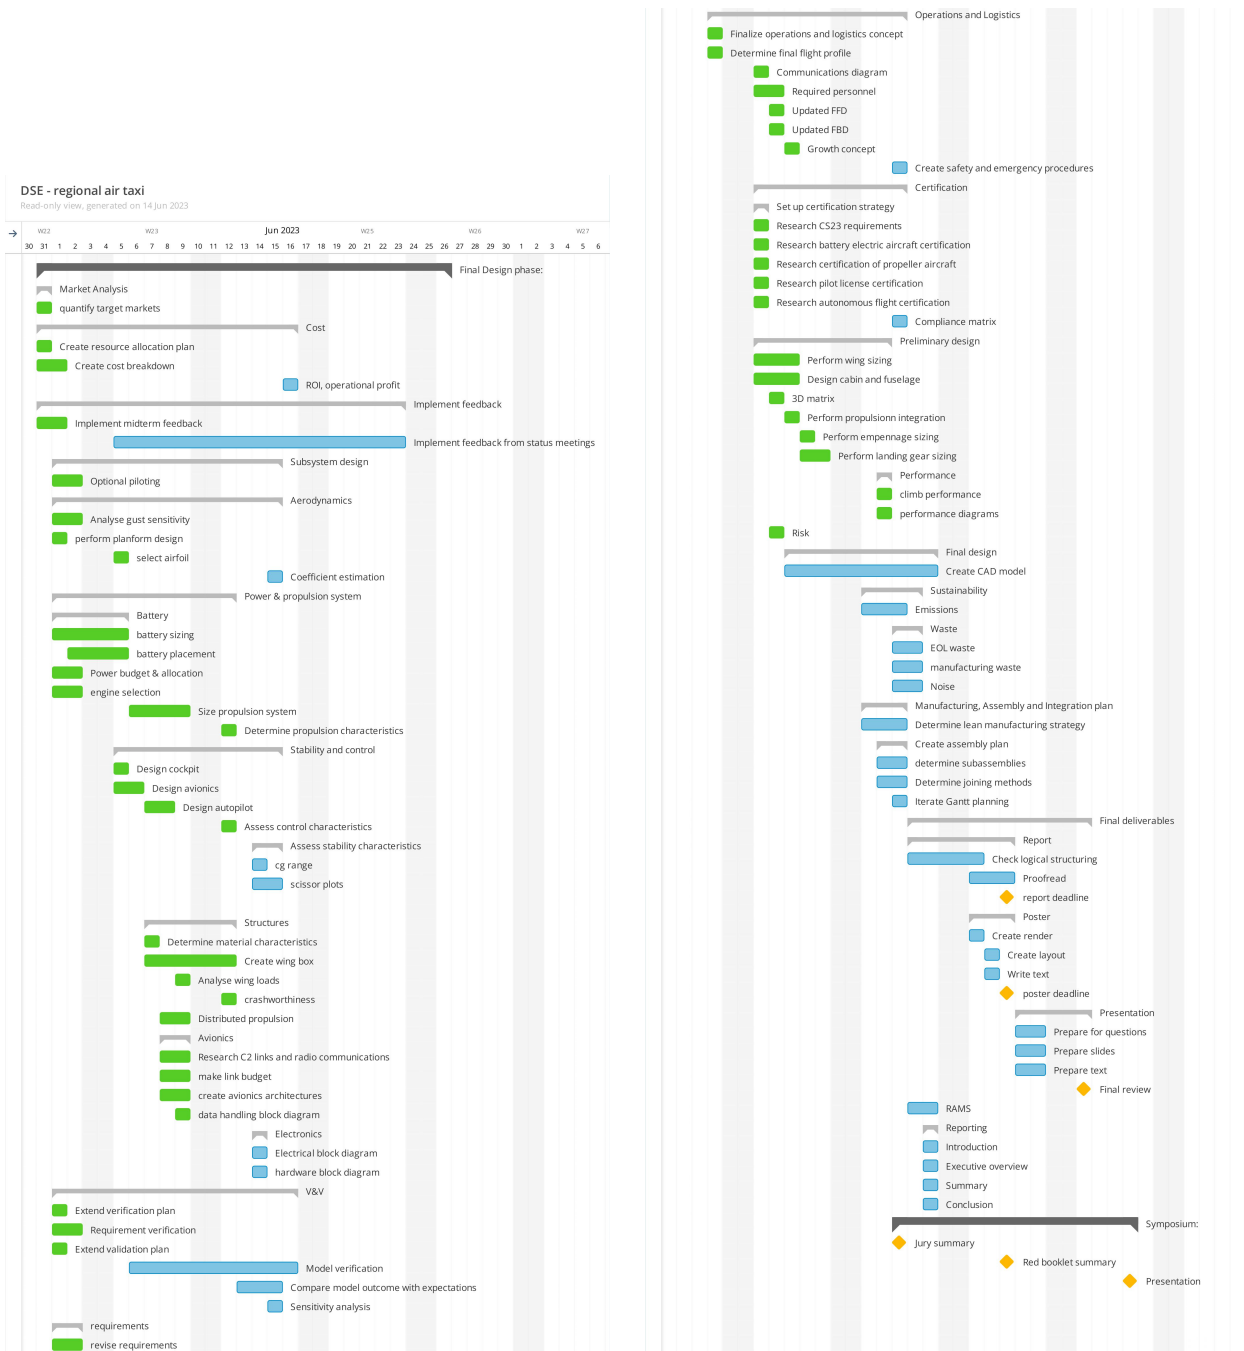 DSE - regional air taxi
Read-only view, generated on 14 Jun 2023
W22 W23 Jun 2023 W25 W26 W27
30 31 1 2 3 4 5 6 7 8 9 10 11 12 13 14 15 16 17 18 19 20 21 22 23 24 25 26 27 28 29 30 1 2 3 4 5 6
Final Design phase:
Market Analysis
quantify target markets
Cost
Create resource allocation plan
Create cost breakdown
ROI, operational profit
Implement feedback
Implement midterm feedback
Implement feedback from status meetings
Subsystem design
Optional piloting
Aerodynamics
Analyse gust sensitivity
perform planform design
select airfoil
Coefficient estimation
Power & propulsion system
Battery
battery sizing
battery placement
Power budget & allocation
engine selection
Size propulsion system
Determine propulsion characteristics
Stability and control
Design cockpit
Design avionics
Design autopilot
Assess control characteristics
Assess stability characteristics
cg range
scissor plots
Structures
Determine material characteristics
Create wing box
Analyse wing loads
crashworthiness
Distributed propulsion
Avionics
Research C2 links and radio communications
make link budget
create avionics architectures
data handling block diagram
Electronics
Electrical block diagram
hardware block diagram
V&V
Extend verification plan
Requirement verification
Extend validation plan
Model verification
Compare model outcome with expectations
Sensitivity analysis
requirements
revise requirements
Operations and Logistics
Finalize operations and logistics concept
Determine final flight profile
Communications diagram
Required personnel
Updated FFD
Updated FBD
Growth concept
Create safety and emergency procedures
Certification
Set up certification strategy
Research CS23 requirements
Research battery electric aircraft certification
Research certification of propeller aircraft
Research pilot license certification
Research autonomous flight certification
Compliance matrix
Preliminary design
Perform wing sizing
Design cabin and fuselage
3D matrix
Perform propulsionn integration
Perform empennage sizing
Perform landing gear sizing
Performance
climb performance
performance diagrams
Risk
Final design
Create CAD model
Sustainability
Emissions
Waste
EOL waste
manufacturing waste
Noise
Manufacturing, Assembly and Integration plan
Determine lean manufacturing strategy
Create assembly plan
determine subassemblies
Determine joining methods
Iterate Gantt planning
Final deliverables
Report
Check logical structuring
Proofread
report deadline
Poster
Create render
Create layout
Write text
poster deadline
Presentation
Prepare for questions
Prepare slides
Prepare text
Final review
RAMS
Reporting
Introduction
Executive overview
Summary
Conclusion
Symposium:
Jury summary
Red booklet summary
Presentation